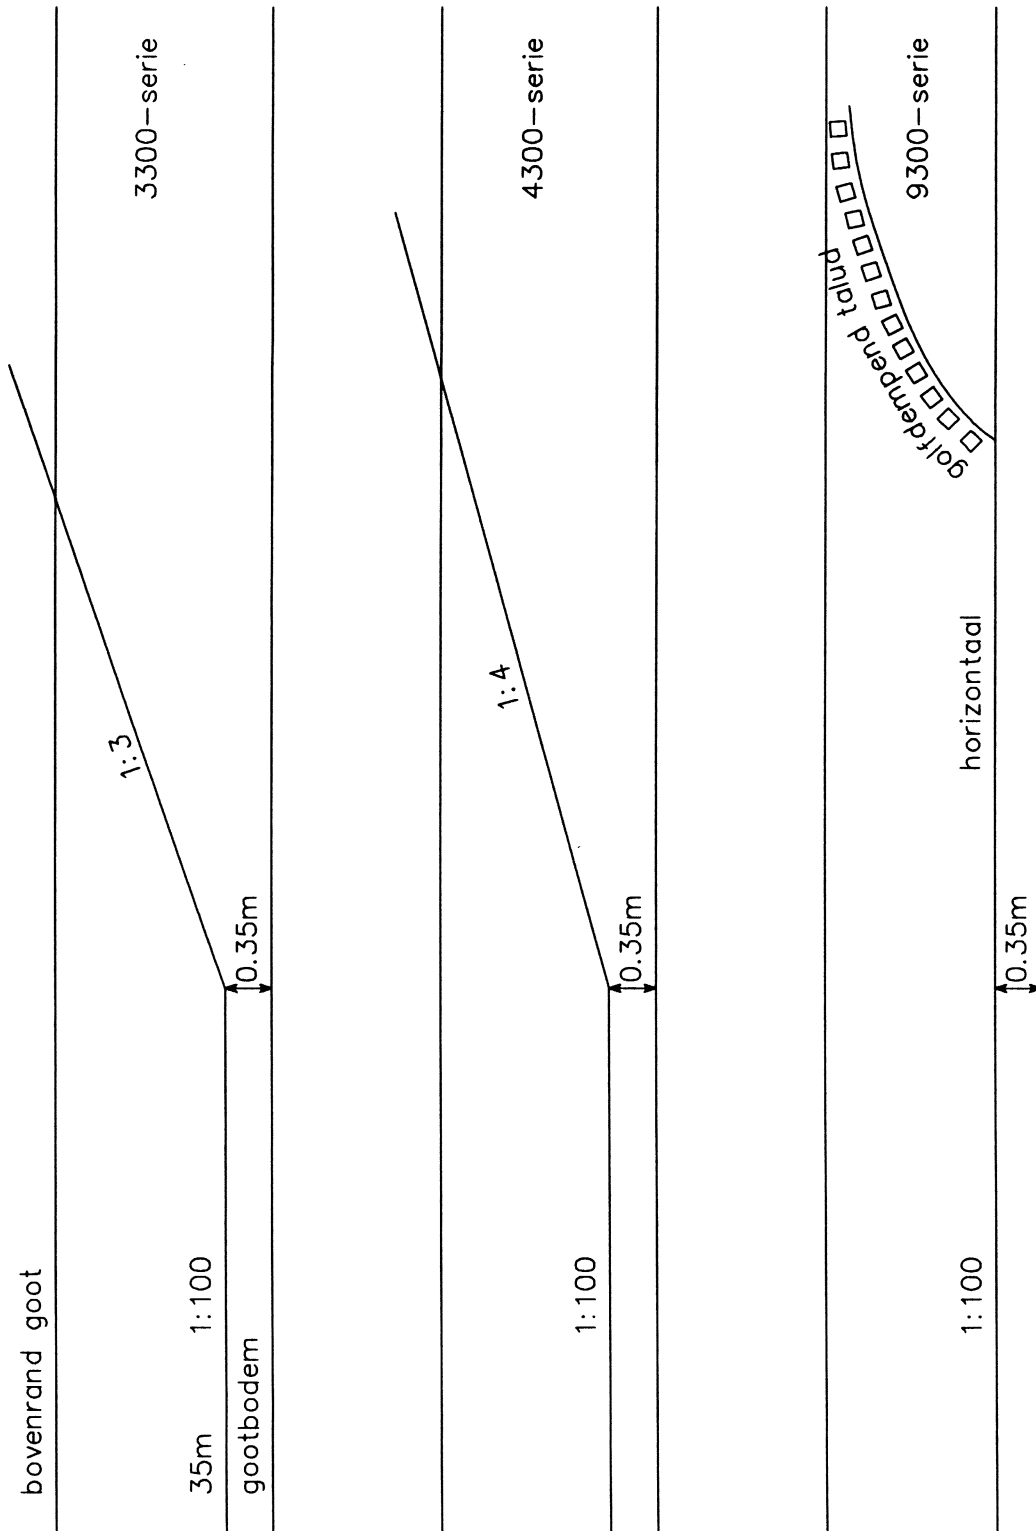 bovenrand goot
35m
1:100
gootbodem
0.35m
1:3
3300-serie
1:100
0.35m
1:4
4300-serie
1:100
0.35m
horizontaal
golfdempend talud
9300-serie